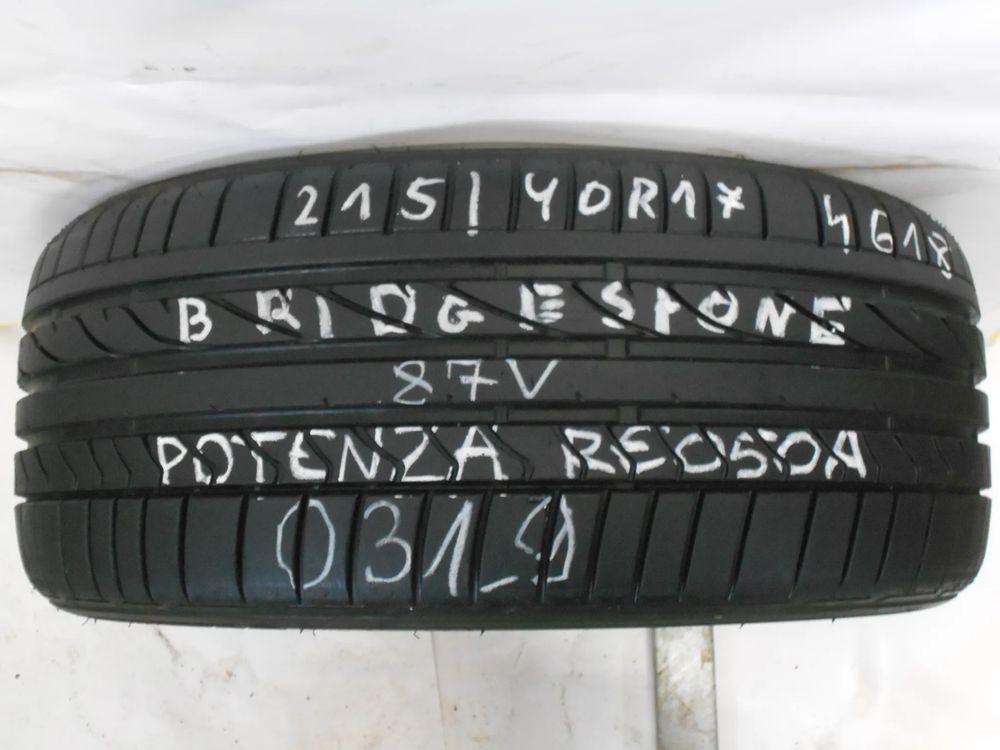 215/40R17 4618
BRIDGESTONE
87V
POTENZA RE050A
0319